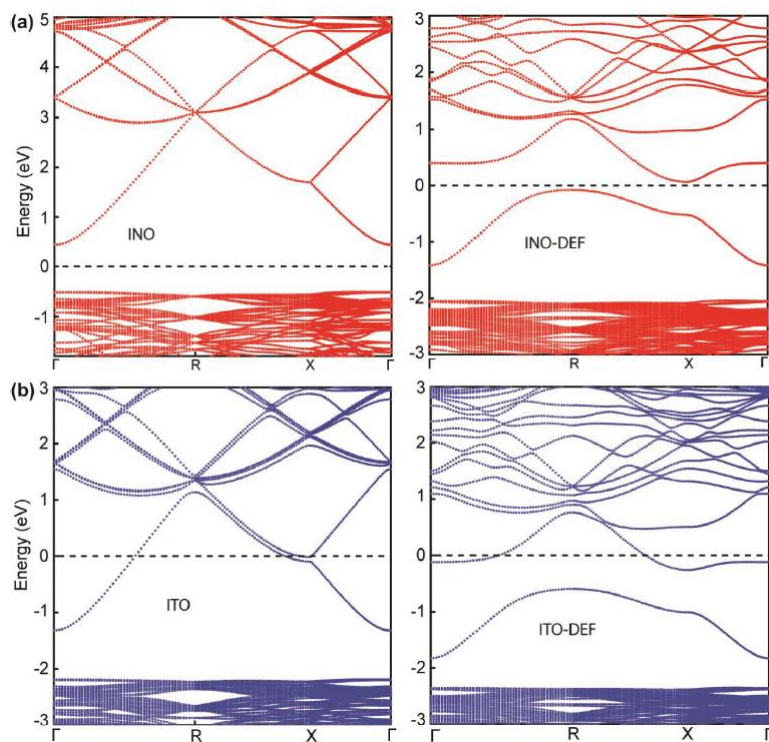 (a)
5
4
3
2
1
0
-1
Energy (eV)
INO
Γ
R
X
Γ
3
2
1
0
-1
-2
-3
INO-DEF
Γ
R
X
Γ
(b)
3
2
1
0
-1
-2
-3
Energy (eV)
ITO
Γ
R
X
Γ
3
2
1
0
-1
-2
-3
ITO-DEF
Γ
R
X
Γ